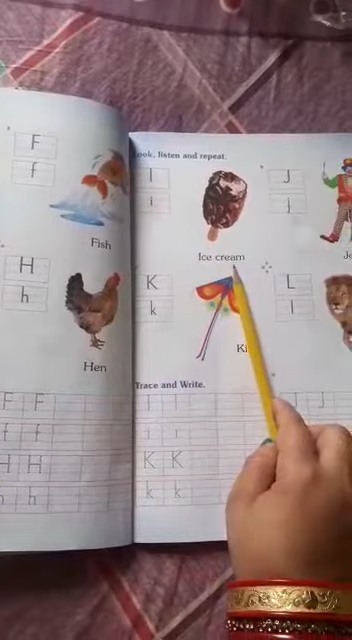 F
f
Fish
H
h
Hen
F F
f f
H H
h h
Look, listen and repeat.
I
i
Ice cream
J
j
K
k
L
l
Trace and Write.
I I
J J
i i
K K
k k